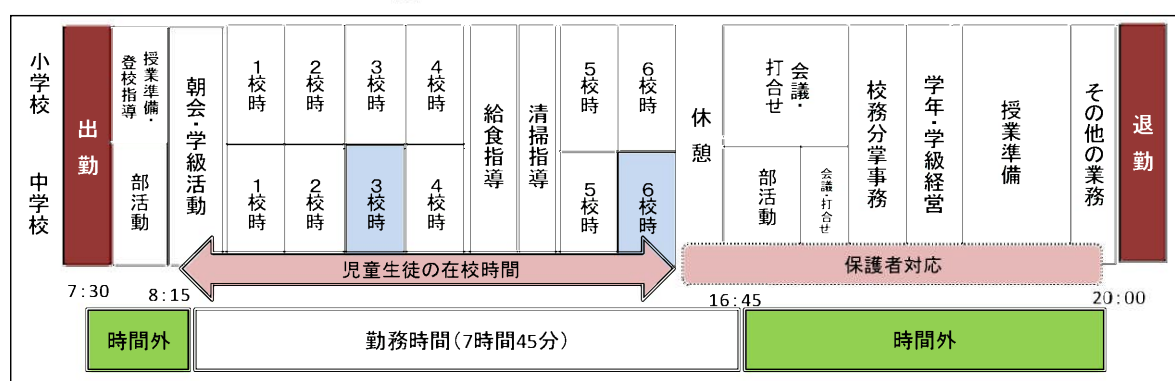 小学校
中学校
出勤
授業準備・
登校指導
部活動
朝会・学級活動
1校時
2校時
3校時
4校時
1校時
2校時
3校時
4校時
給食指導
清掃指導
5校時
6校時
5校時
6校時
休憩
会議・
打合せ
部活動
会議・打合せ
校務分掌事務
学年・学級経営
授業準備
その他の業務
退勤
児童生徒の在校時間
保護者対応
7:30
8:15
16:45
20:00
時間外
勤務時間(7時間45分)
時間外